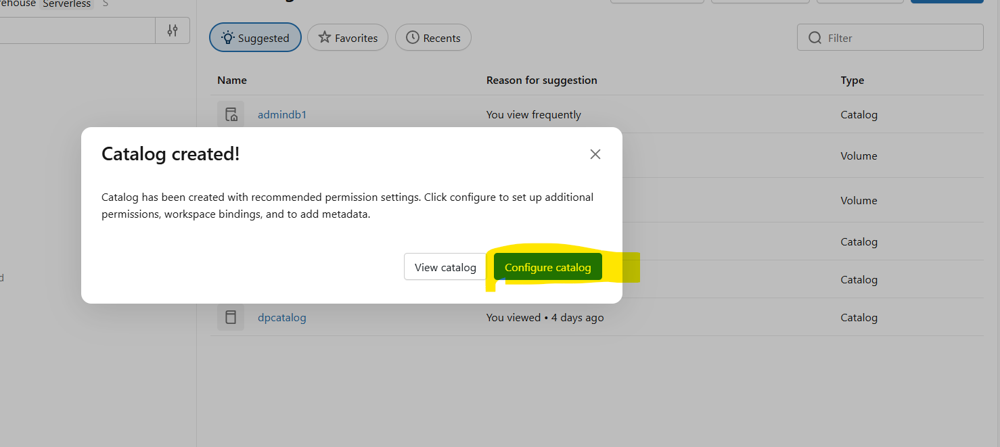 Serverless
S
Suggested
Favorites
Recents
Filter
Name
Reason for suggestion
Type
admindb1
You view frequently
Catalog
Volume
Volume
Catalog
Catalog
Catalog created!
Catalog has been created with recommended permission settings. Click configure to set up additional
permissions, workspace bindings, and to add metadata.
View catalog
Configure catalog
dpcatalog
You viewed • 4 days ago
Catalog